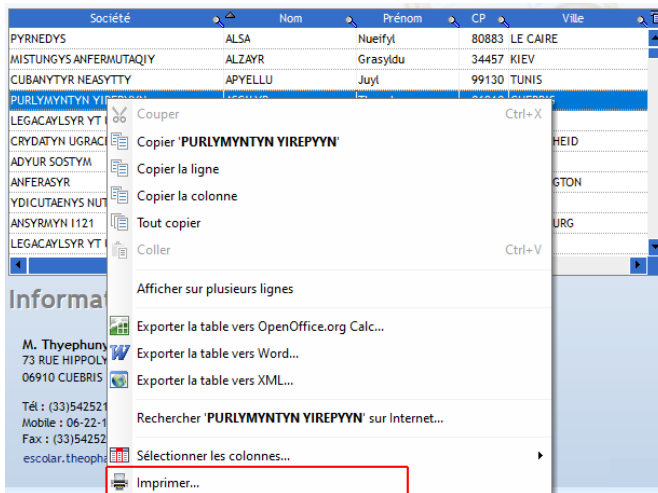 Société Nom Prénom CP Ville
PYRNEDYS ALSA Nueifyl 80883 LE CAIRE
MISTUNGYS ANFERMUTAQIY ALZAYR Grasyldu 34457 KIEV
CUBANYTYR NEASYTTY APYELLU Juyl 99130 TUNIS
PURLYMYNTYN YIREPYYN
LEGACAYLSYR YT
CRYDATYN UGRACI HEID
ADYUR SOSTYM
ANFERASYR GTON
YDICUTAENYS NUT
ANSYRMYN I121 URG
LEGACAYLSYR YT
Couper Ctrl+X
Copier 'PURLYMYNTYN YIREPYYN'
Copier la ligne
Copier la colonne
Tout copier
Coller Ctrl+V
Afficher sur plusieurs lignes
Exporter la table vers OpenOffice.org Calc...
Exporter la table vers Word...
Exporter la table vers XML...
Rechercher 'PURLYMYNTYN YIREPYYN' sur Internet...
Sélectionner les colonnes...
Imprimer...
Informat
M. Thyephuny
73 RUE HIPPOLY
06910 CUEBRIS
Tél : (33)542521
Mobile : 06-22-1
Fax : (33)54252
escolar.theopha